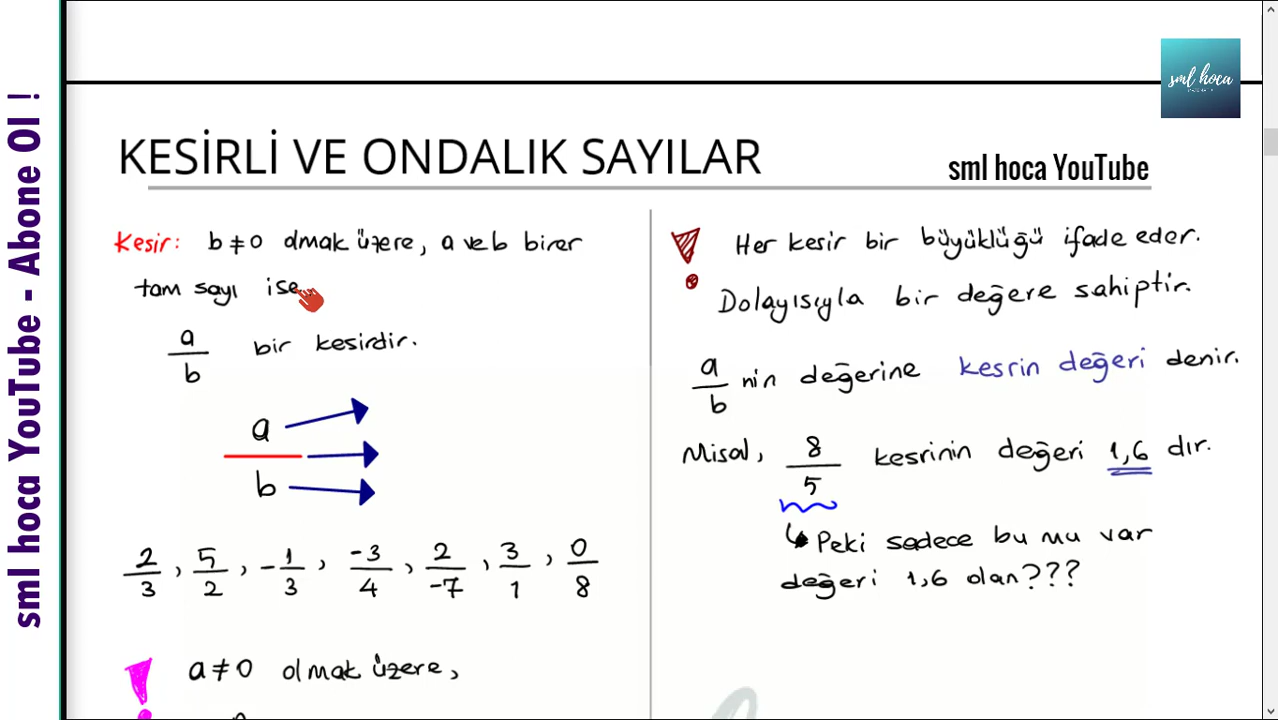 sml hoca YouTube - Abone Ol !
sml hoca
KESİRLİ VE ONDALIK SAYILAR
sml hoca YouTube
Kesir: b≠0 olmak üzere, a ve b birer
tam sayı ise
a/b bir kesirdir.
a
b
2/3, 5/2, -1/3, -3/4, 2/-7, 3/1, 0/8
! a≠0 olmak üzere,
! Her kesir bir büyüklüğü ifade eder.
Dolayısıyla bir değere sahiptir.
a/b nin değerine kesrin değeri denir.
Misal, 8/5 kesrinin değeri 1,6 dır.
↳ Peki sadece bu mu var
değeri 1,6 olan???